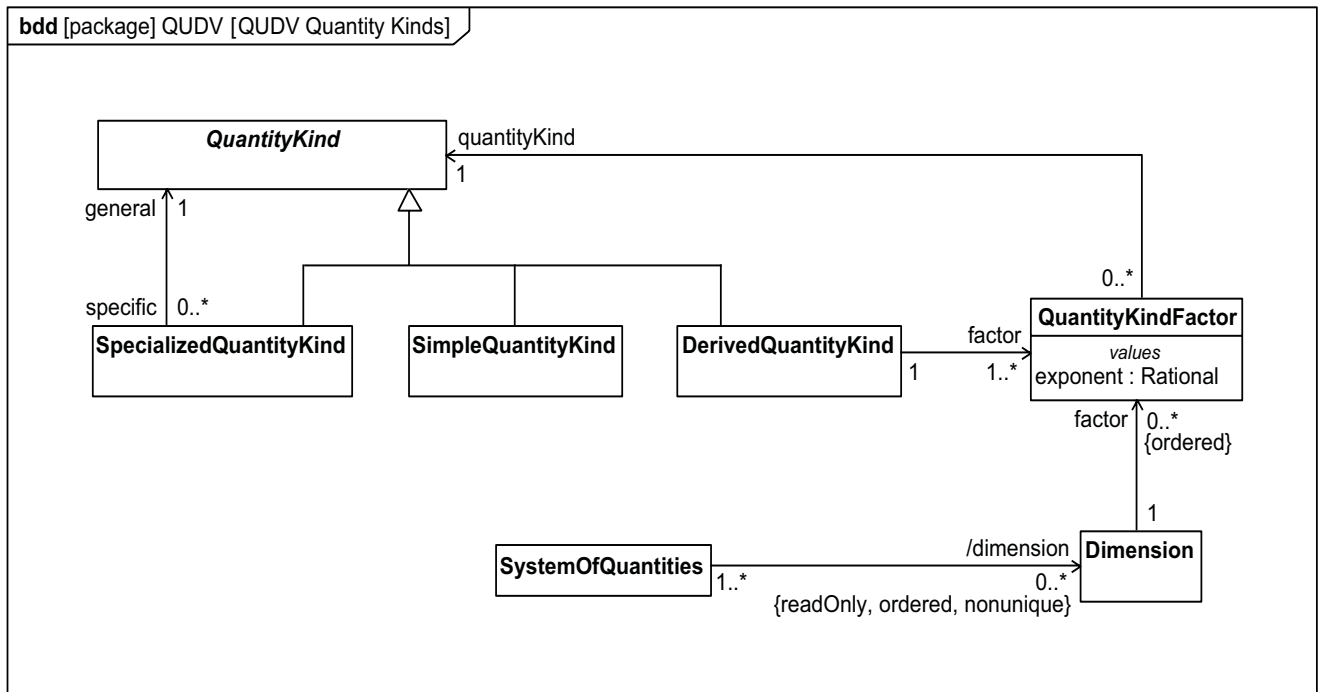 bdd [package] QUDV [QUDV Quantity Kinds]
QuantityKind
quantityKind
1
general 1
specific 0..*
0..*
SpecializedQuantityKind
SimpleQuantityKind
DerivedQuantityKind
factor
1
1..*
QuantityKindFactor
values
exponent : Rational
factor 0..*
{ordered}
1
SystemOfQuantities
/dimension
1..*
0..*
{readOnly, ordered, nonunique}
Dimension